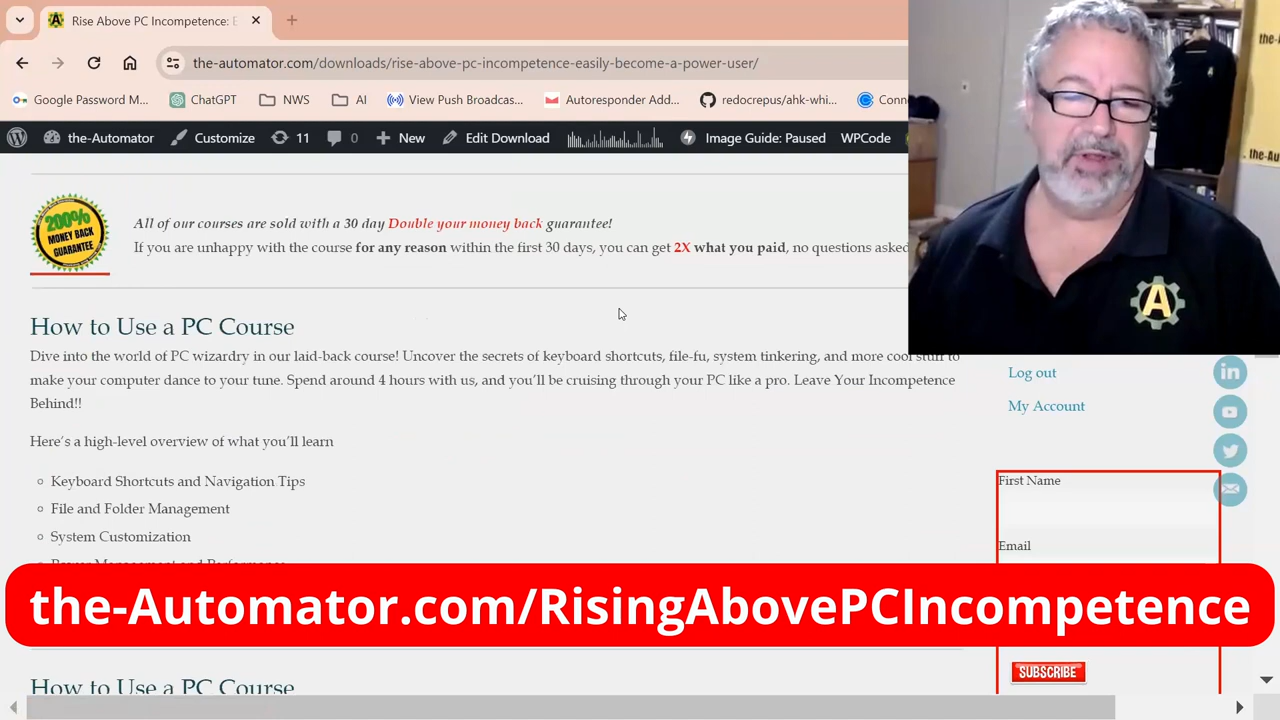 Rise Above PC Incompetence: E
the-automator.com/downloads/rise-above-pc-incompetence-easily-become-a-power-user/
Google Password M...
ChatGPT
NWS
AI
View Push Broadcas...
Autoresponder Add...
redocrepus/ahk-whi...
Conn
the-Automator
Customize
11
0
New
Edit Download
Image Guide: Paused
WPCode
200%
MONEY BACK
GUARANTEE
All of our courses are sold with a 30 day Double your money back guarantee!
If you are unhappy with the course for any reason within the first 30 days, you can get 2X what you paid, no questions asked
How to Use a PC Course
Dive into the world of PC wizardry in our laid-back course! Uncover the secrets of keyboard shortcuts, file-fu, system tinkering, and more cool stuff to
make your computer dance to your tune. Spend around 4 hours with us, and you'll be cruising through your PC like a pro. Leave Your Incompetence
Behind!!
Here's a high-level overview of what you'll learn
Keyboard Shortcuts and Navigation Tips
File and Folder Management
System Customization
Power Management and Performance
Log out
My Account
First Name
Email
SUBSCRIBE
the-Automator.com/RisingAbovePCIncompetence
How to Use a PC Course
A
the-A
the-Au